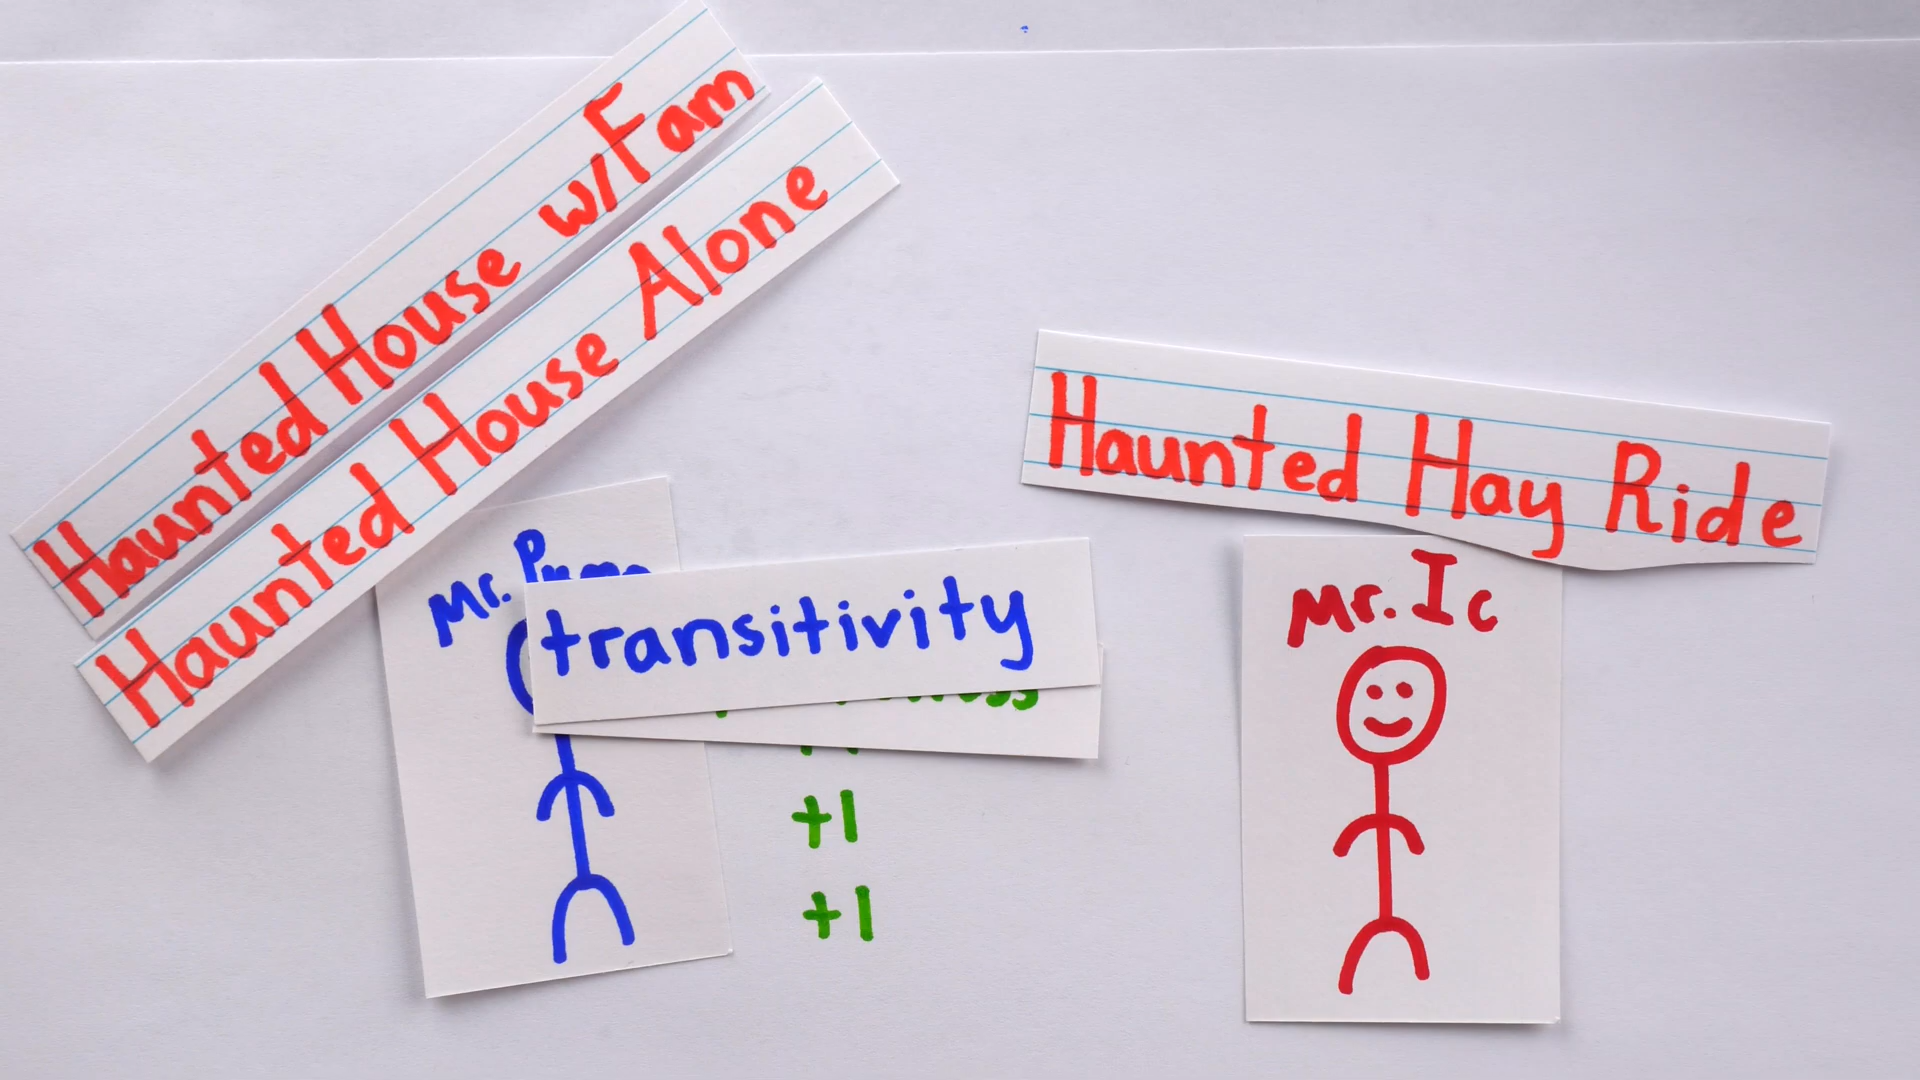 Haunted House w/Fam
Haunted House Alone
Haunted Hay Ride
Mr.
transitivity
Mr. Ic
+1
+1